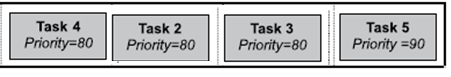 Task 4
Priority=80
Task 2
Priority=80
Task 3
Priority=80
Task 5
Priority =90